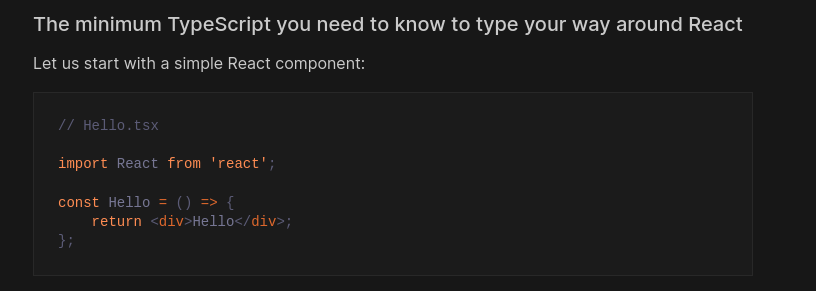 The minimum TypeScript you need to know to type your way around React
Let us start with a simple React component:
// Hello.tsx
import React from 'react';
const Hello = () => {
    return <div>Hello</div>;
};